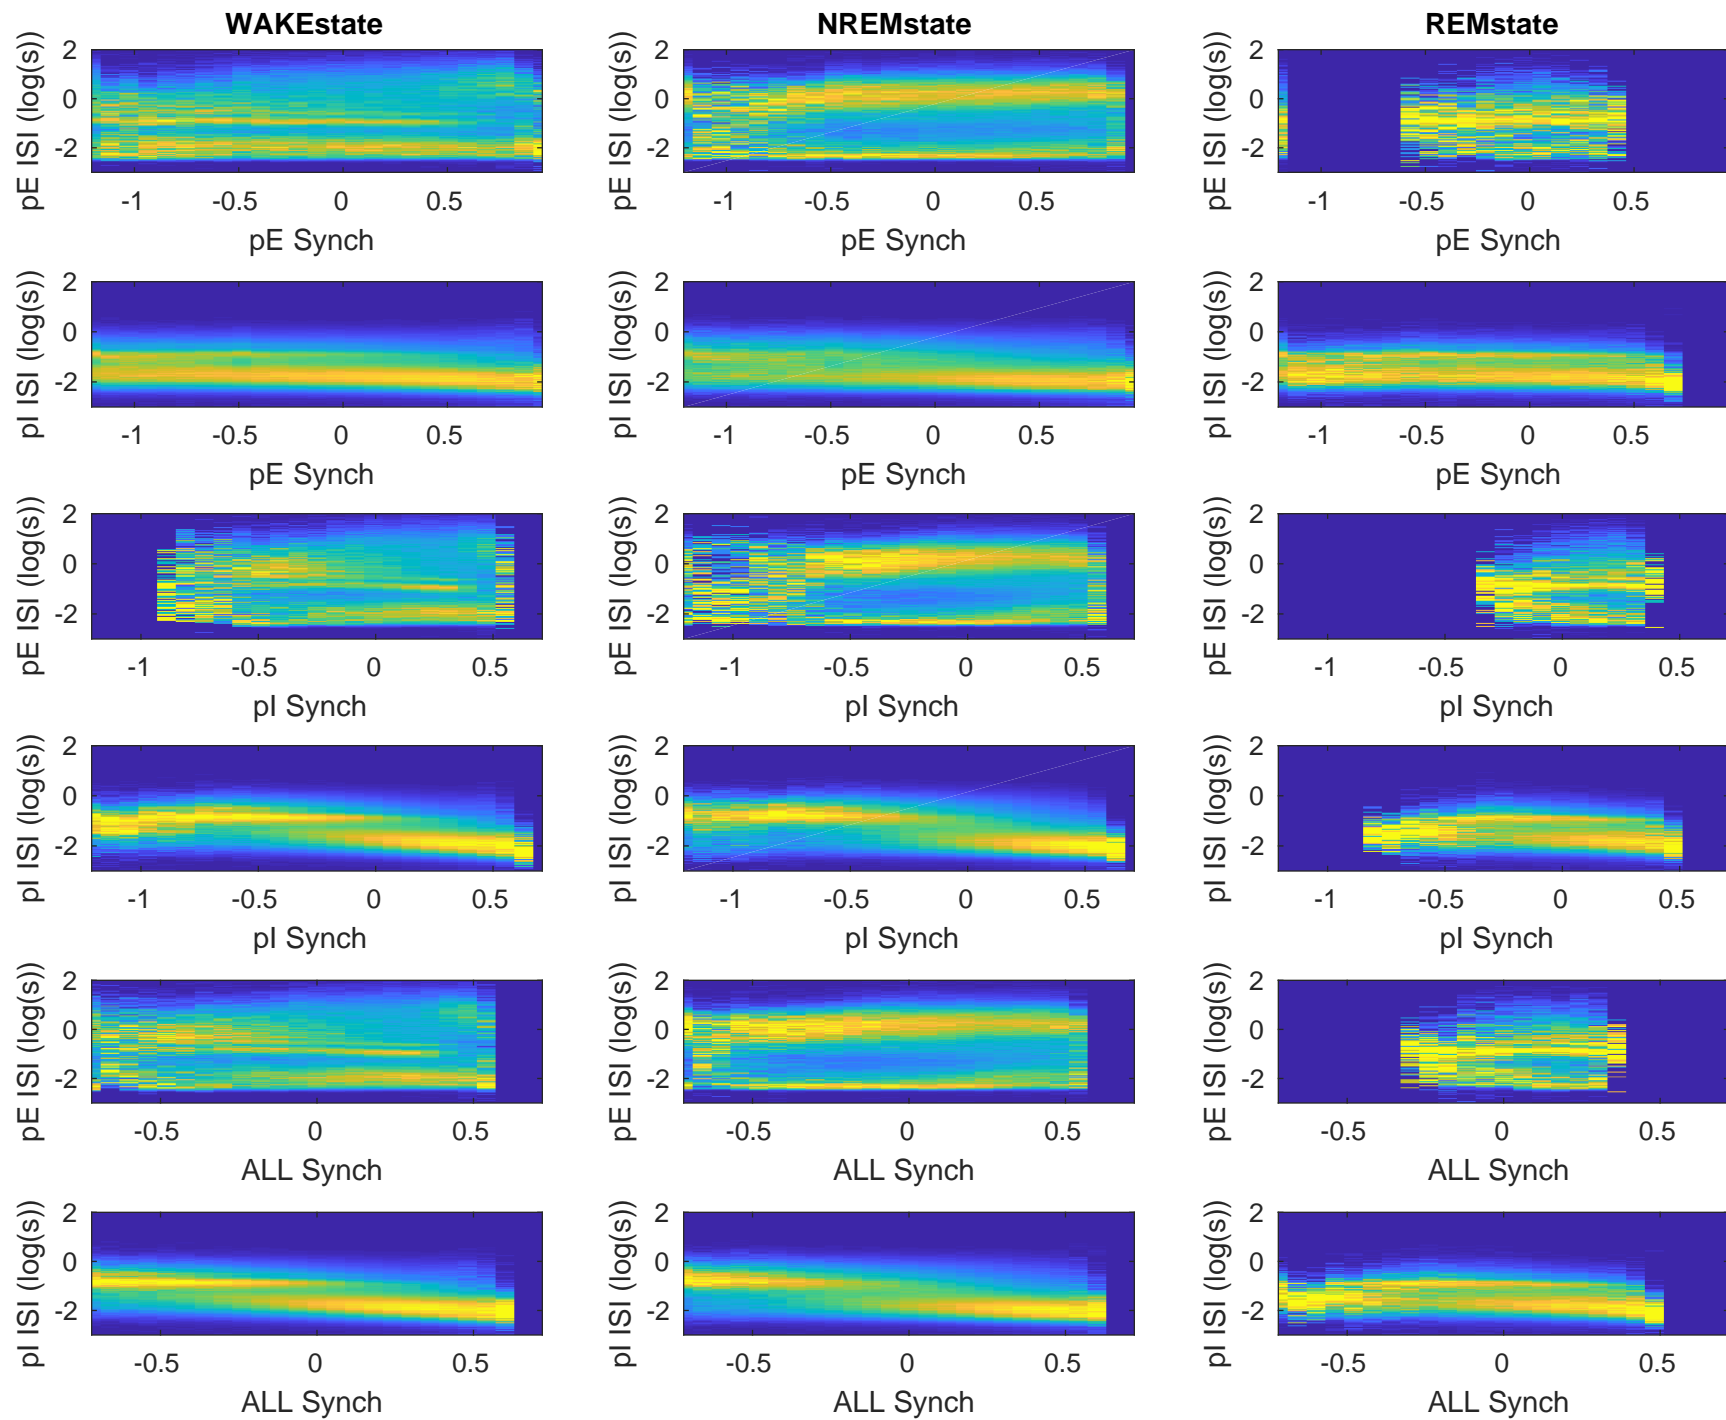 WAKEstate NREMstate REMstate
pE ISI (log(s)) 2 0 -2 pE ISI (log(s)) 2 0 -2 pE ISI (log(s)) 2 0 -2
-1 -0.5 0 0.5 -1 -0.5 0 0.5 -1 -0.5 0 0.5
pE Synch pE Synch pE Synch
pI ISI (log(s)) 2 0 -2 pI ISI (log(s)) 2 0 -2 pI ISI (log(s)) 2 0 -2
-1 -0.5 0 0.5 -1 -0.5 0 0.5 -1 -0.5 0 0.5
pE Synch pE Synch pE Synch
pE ISI (log(s)) 2 0 -2 pE ISI (log(s)) 2 0 -2 pE ISI (log(s)) 2 0 -2
-1 -0.5 0 0.5 -1 -0.5 0 0.5 -1 -0.5 0 0.5
pI Synch pI Synch pI Synch
pI ISI (log(s)) 2 0 -2 pI ISI (log(s)) 2 0 -2 pI ISI (log(s)) 2 0 -2
-1 -0.5 0 0.5 -1 -0.5 0 0.5 -1 -0.5 0 0.5
pI Synch pI Synch pI Synch
pE ISI (log(s)) 2 0 -2 pE ISI (log(s)) 2 0 -2 pE ISI (log(s)) 2 0 -2
-0.5 0 0.5 -0.5 0 0.5 -0.5 0 0.5
ALL Synch ALL Synch ALL Synch
pI ISI (log(s)) 2 0 -2 pI ISI (log(s)) 2 0 -2 pI ISI (log(s)) 2 0 -2
-0.5 0 0.5 -0.5 0 0.5 -0.5 0 0.5
ALL Synch ALL Synch ALL Synch